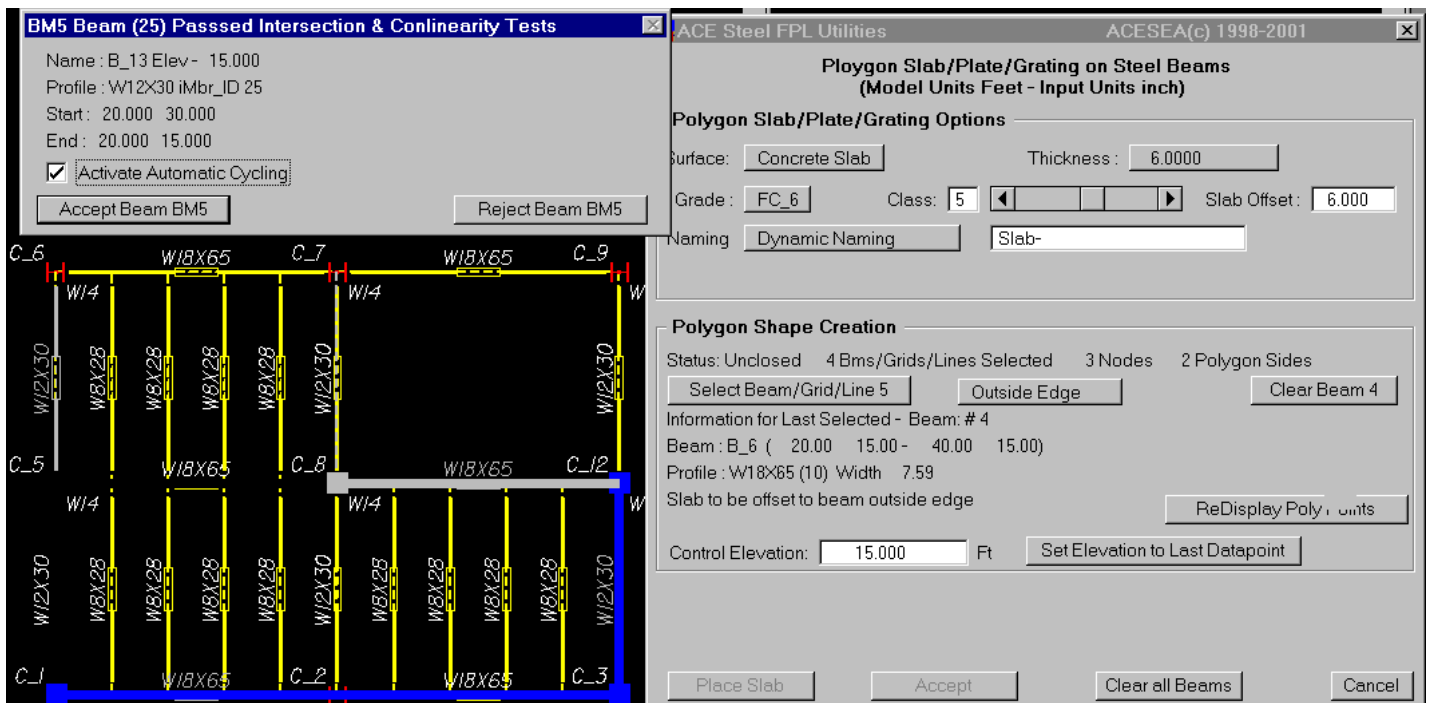 BM5 Beam (25) Passsed Intersection & Conlinearity Tests
Name : B_13 Elev - 15.000
Profile : W12X30 iMbr_ID 25
Start : 20.000 30.000
End : 20.000 15.000
Activate Automatic Cycling
Accept Beam BM5 Reject Beam BM5
ACE Steel FPL Utilities ACESEA(c) 1998-2001
Ploygon Slab/Plate/Grating on Steel Beams
(Model Units Feet - Input Units inch)
Polygon Slab/Plate/Grating Options
Surface: Concrete Slab Thickness : 6.0000
Grade : FC_6 Class: 5 Slab Offset : 6.000
Naming Dynamic Naming Slab-
Polygon Shape Creation
Status: Unclosed 4 Bms/Grids/Lines Selected 3 Nodes 2 Polygon Sides
Select Beam/Grid/Line 5 Outside Edge Clear Beam 4
Information for Last Selected - Beam: # 4
Beam : B_6 ( 20.00 15.00 - 40.00 15.00)
Profile : W18X65 (10) Width 7.59
Slab to be offset to beam outside edge
ReDisplay Poly Points
Control Elevation: 15.000 Ft Set Elevation to Last Datapoint
Place Slab Accept Clear all Beams Cancel
C_6 W18X65 C_7 W18X65 C_9
W14 W14 W
W12X30 W8X28 W8X28 W8X28 W8X28 W12X30 W12X30
C_5 W18X65 C_8 W18X65 C_12
W14 W14 W
W12X30 W8X28 W8X28 W8X28 W8X28 W12X30 W8X28 W8X28 W8X28 W8X28 W12X30
C_1 W18X65 C_2 W18X65 C_3